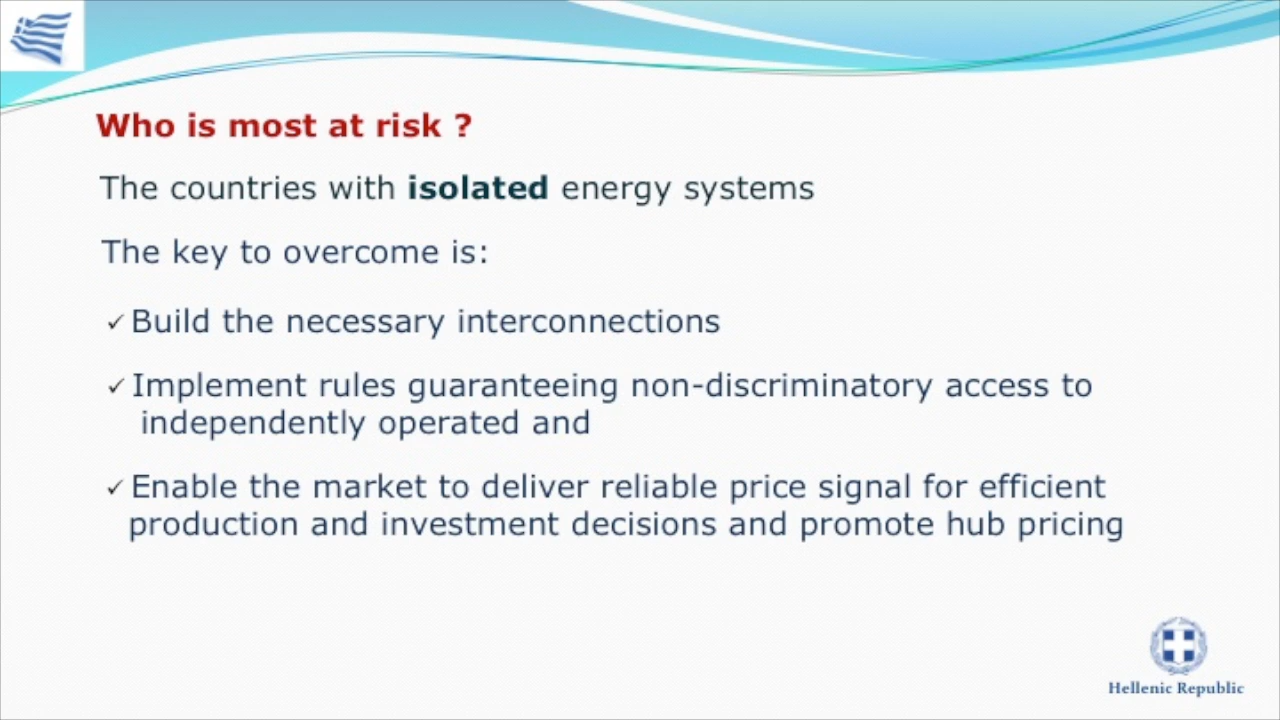 Who is most at risk ?
The countries with isolated energy systems
The key to overcome is:
✓ Build the necessary interconnections
✓ Implement rules guaranteeing non-discriminatory access to
independently operated and
✓ Enable the market to deliver reliable price signal for efficient
production and investment decisions and promote hub pricing
Hellenic Republic